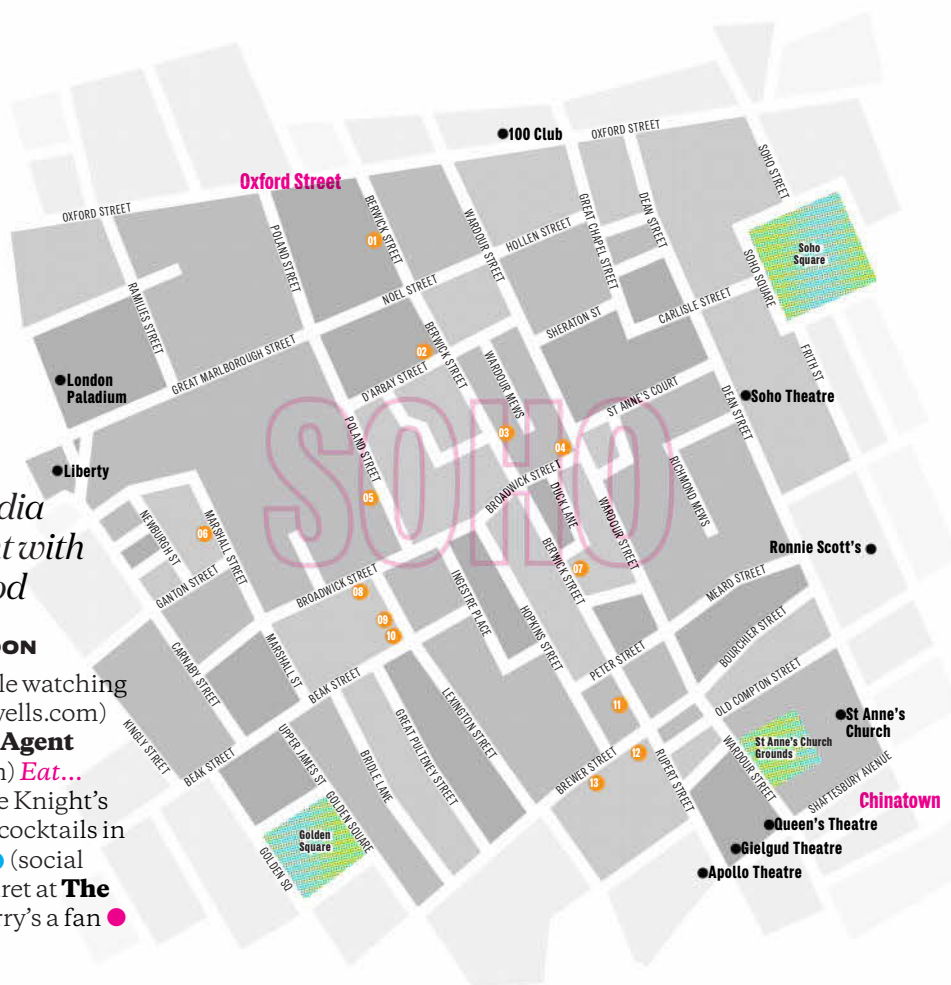 100 Club
OXFORD STREET
Oxford Street
OXFORD STREET
SOHO STREET
BERWICK STREET
01
WARDOUR STREET
GREAT CHAPEL STREET
DEAN STREET
HOLLEN STREET
POLAND STREET
Soho
Square
SOHO SQUARE
RAMILIES STREET
NOEL STREET
CARLISLE STREET
SHERATON ST
GREAT MARLBOROUGH STREET
BERWICK STREET
02
WARDOUR MEWS
FRITH ST
London
Paladium
D'ARBAY STREET
ST ANNE'S COURT
DEAN STREET
Soho Theatre
SOHO
POLAND STREET
03
04
Liberty
BROADWICK STREET
DUCK LANE
WARDOUR STREET
RICHMOND MEWS
05
06
NEWBURGH ST
MARSHALL STREET
GANTON STREET
BERWICK STREET
07
Ronnie Scott's
BROADWICK STREET
08
INGESTRE PLACE
HOPKINS STREET
MEARD STREET
09
10
BOURCHIER STREET
PETER STREET
CARNABY STREET
MARSHALL ST
BEAK STREET
OLD COMPTON STREET
LEXINGTON STREET
11
GREAT PULTENEY STREET
St Anne's
Church
KINGLY STREET
BEAK STREET
UPPER JAMES ST
BRIDLE LANE
BREWER STREET
12
13
RUPERT STREET
WARDOUR STREET
St Anne's Church
Grounds
SHAFTESBURY AVENUE
Chinatown
GOLDEN SQUARE
Golden
Square
GOLDEN SQ
Queen's Theatre
Gielgud Theatre
Apollo Theatre
dia
t with
od
ON
le watching
vells.com)
Agent
n) Eat...
e Knight's
cocktails in
(social
ret at The
rry's a fan